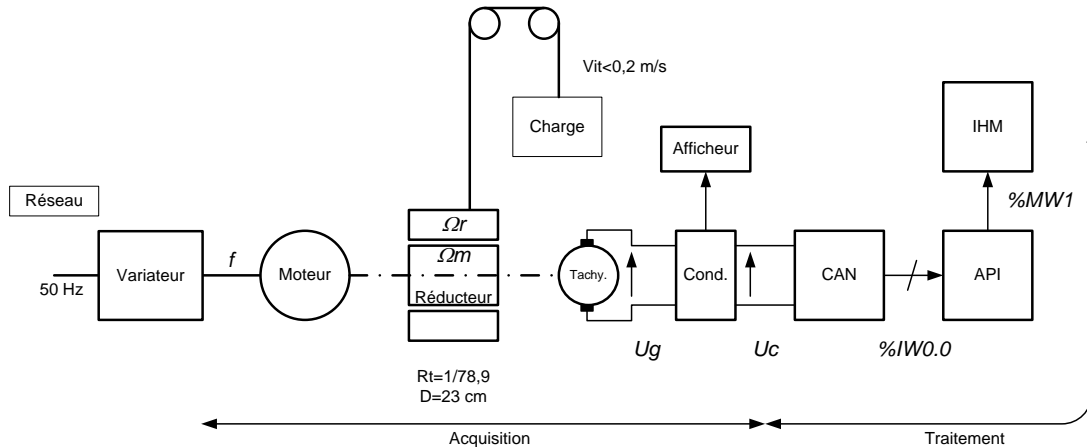 Vit<0,2 m/s
Charge
IHM
Afficheur
%MW1
Réseau
Ωr
Ωm
Réducteur
50 Hz
Variateur
f
Moteur
Tachy.
Cond.
CAN
API
Ug
Uc
%IW0.0
Rt=1/78,9
D=23 cm
Acquisition
Traitement